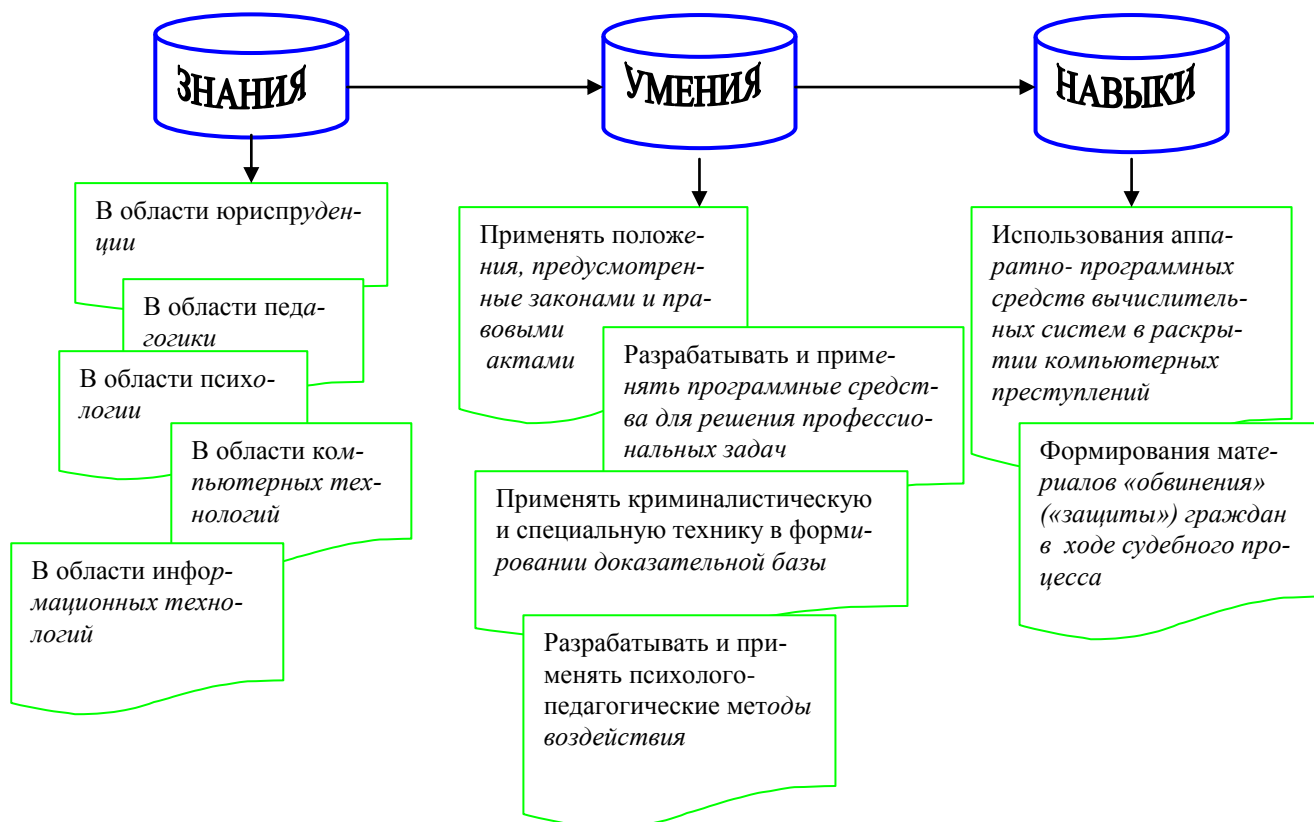 ЗНАНИЯ
УМЕНИЯ
НАВЫКИ
В области юриспруден-
ции
В области педа-
гогики
В области психо-
логии
В области ком-
пьютерных тех-
нологий
В области инфор-
мационных техно-
логий
Применять положе-
ния, предусмотрен-
ные законами и пра-
вовыми
актами
Разрабатывать и приме-
нять программные средст-
ва для решения профессио-
нальных задач
Применять криминалистическую
и специальную технику в форми-
ровании доказательной базы
Разрабатывать и при-
менять психолого-
педагогические методы
воздействия
Использования аппа-
ратно- программных
средств вычислитель-
ных систем в раскры-
тии компьютерных
преступлений
Формирования мате-
риалов «обвинения»
(«защиты») граждан
в ходе судебного про-
цесса